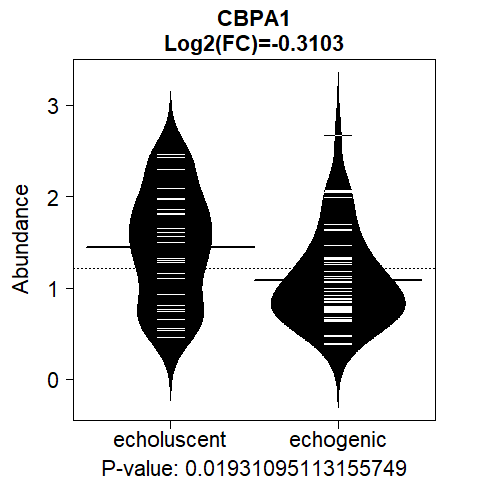 CBPA1
Log2(FC)=-0.3103
Abundance
3
2
1
0
echoluscent echogenic
P-value: 0.01931095113155749